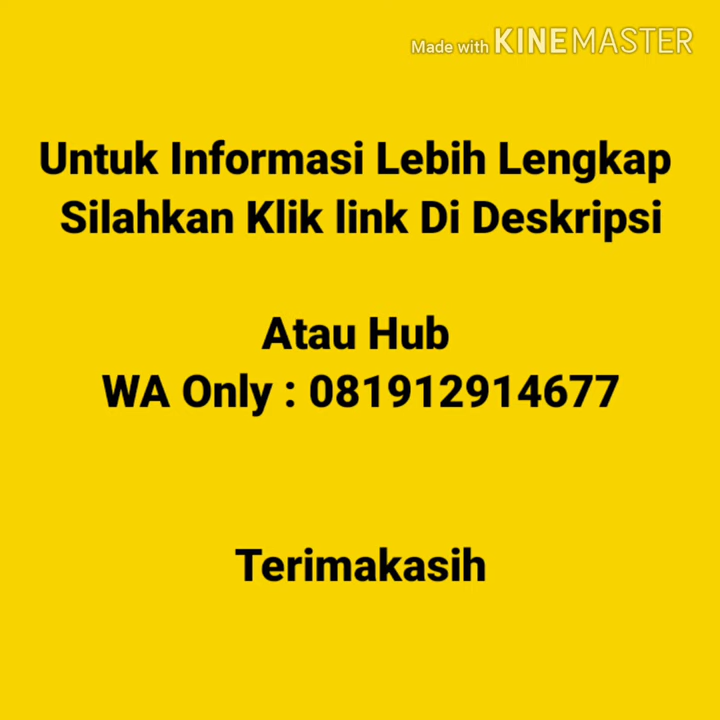 Made with KINEMASTER
Untuk Informasi Lebih Lengkap
Silahkan Klik link Di Deskripsi
Atau Hub
WA Only : 081912914677
Terimakasih